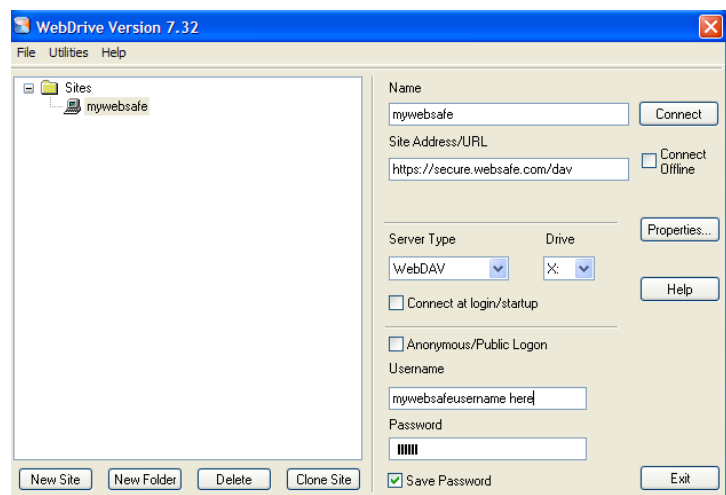 WebDrive Version 7.32
File Utilities Help
Sites
mywebsafe
Name
mywebsafe
Connect
Site Address/URL
https://secure.websafe.com/dav
Connect
Offline
Properties...
Server Type Drive
WebDAV X:
Help
Connect at login/startup
Anonymous/Public Logon
Username
mywebsafeusername here
Password
Save Password
New Site New Folder Delete Clone Site
Exit